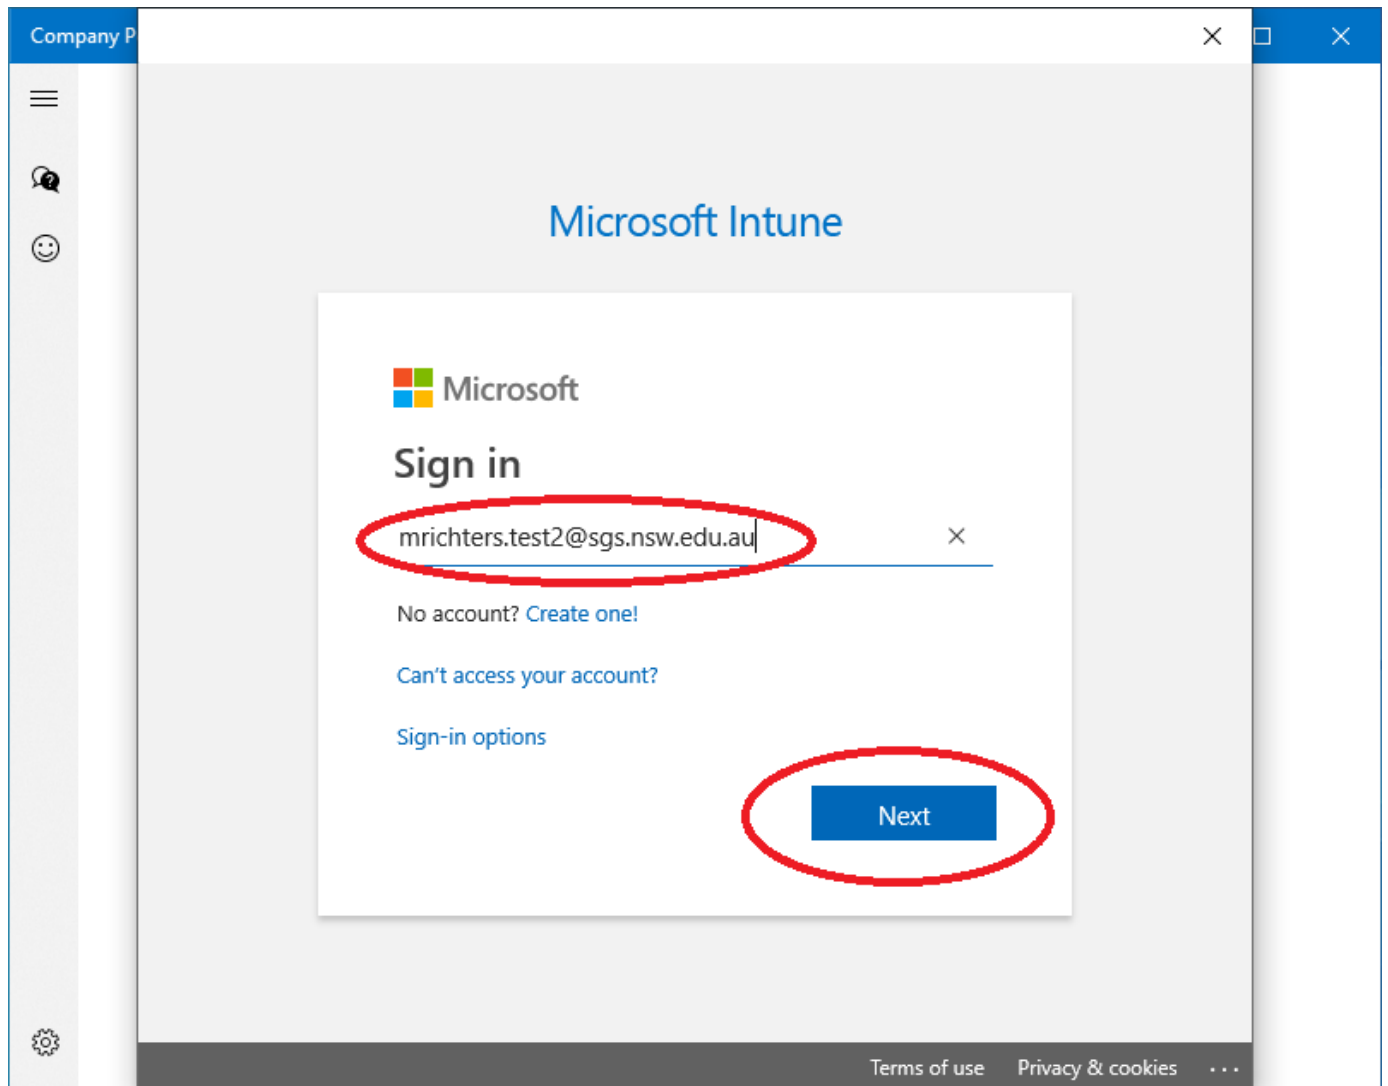 Company P
Microsoft Intune
Microsoft
Sign in
mrichters.test2@sgs.nsw.edu.au
No account? Create one!
Can't access your account?
Sign-in options
Next
Terms of use Privacy & cookies ...